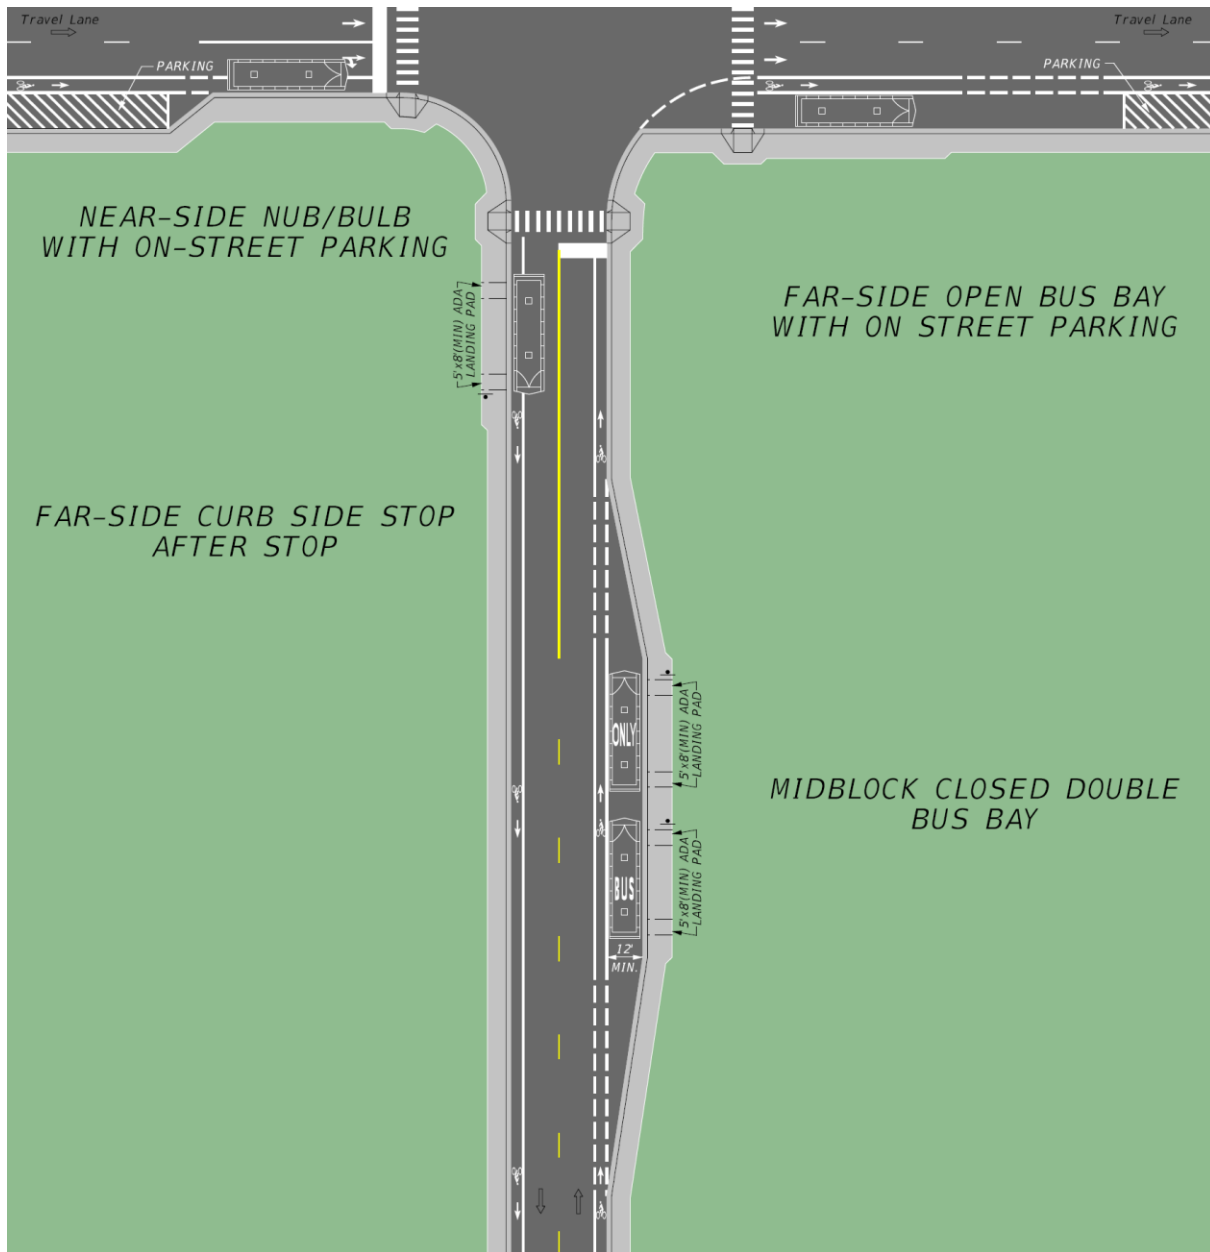 Travel Lane
Travel Lane
PARKING
PARKING
NEAR-SIDE NUB/BULB
WITH ON-STREET PARKING
FAR-SIDE OPEN BUS BAY
WITH ON STREET PARKING
5'x8'(MIN) ADA
LANDING PAD
FAR-SIDE CURB SIDE STOP
AFTER STOP
5'x8'(MIN) ADA
LANDING PAD
ONLY
MIDBLOCK CLOSED DOUBLE
BUS BAY
5'x8'(MIN) ADA
LANDING PAD
BUS
12'
MIN.